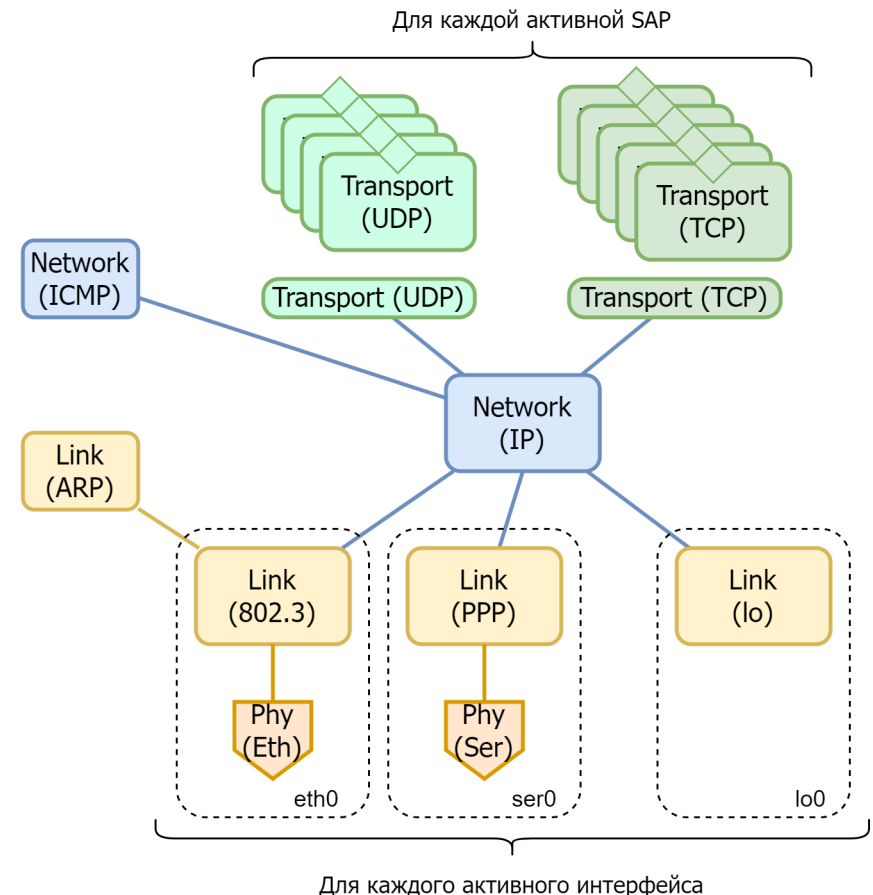 Для каждой активной SAP
Transport
(UDP)
Transport
(TCP)
Network
(ICMP)
Transport (UDP)
Transport (TCP)
Network
(IP)
Link
(ARP)
Link
(802.3)
Link
(PPP)
Link
(lo)
Phy
(Eth)
Phy
(Ser)
eth0
ser0
lo0
Для каждого активного интерфейса